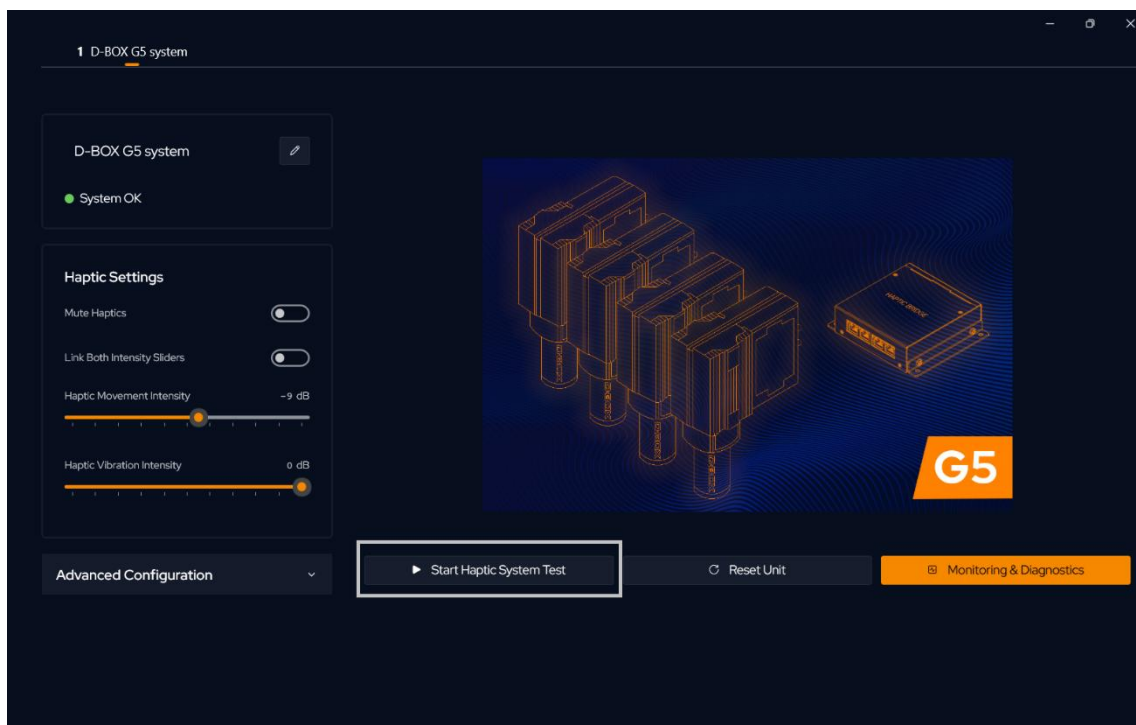 1 D-BOX G5 system
D-BOX G5 system
System OK
Haptic Settings
Mute Haptics
Link Both Intensity Sliders
Haptic Movement Intensity -9 dB
Haptic Vibration Intensity 0 dB
Advanced Configuration
HAPTIC BRIDGE
G5
Start Haptic System Test
Reset Unit
Monitoring & Diagnostics